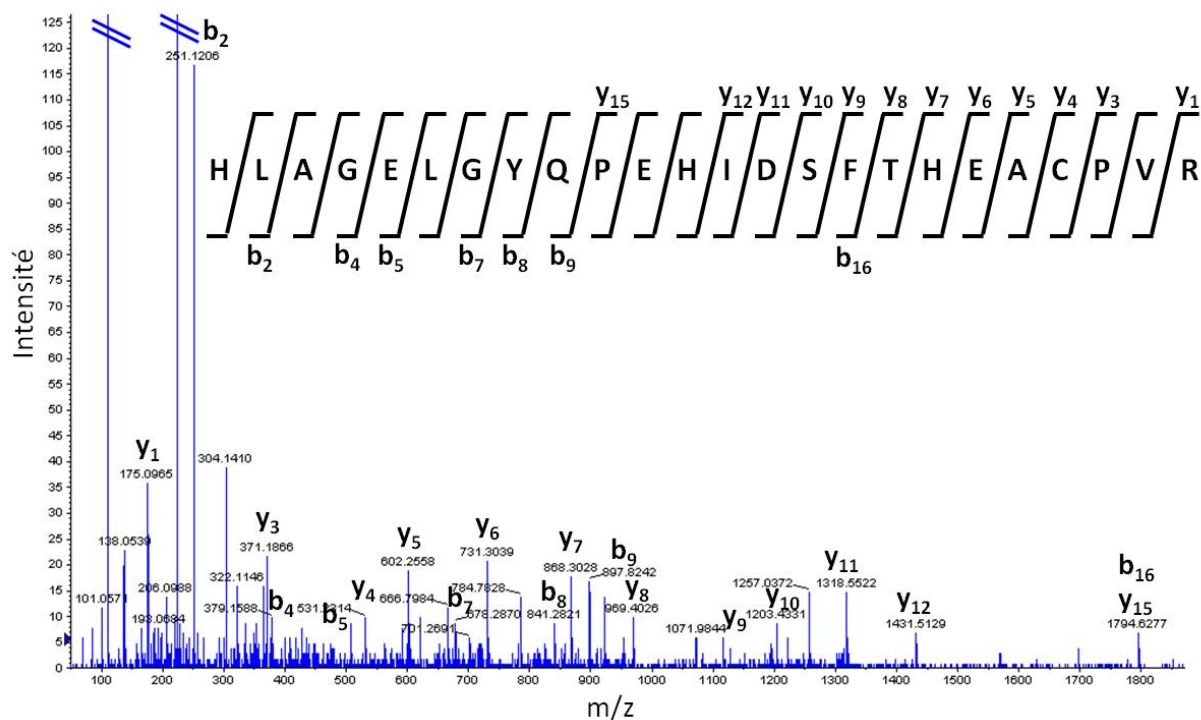 125
120
115
110
105
100
95
90
85
80
75
70
65
60
55
50
45
40
35
30
25
20
15
10
5
0
Intensité
b2
251.1206
y15 y12 y11 y10 y9 y8 y7 y6 y5 y4 y3 y1
H L A G E L G Y Q P E H I D S F T H E A C P V R
b2 b4 b5 b7 b8 b9 b16
y1
175.0965
304.1410
138.0539
y3
371.1866
y5
602.2558
y6
731.3039
y7
868.3028
b9
897.8242
y11
1318.5522
b16
101.057
206.0988
193.0684
322.1146
379.1588
b4
b5
y4
531.2314
666.7984
b7
678.2870
701.2691
784.7828
b8
841.2821
y8
969.4026
1071.9844
y9
1257.0372
y10
1203.4331
y12
1431.5129
y15
1794.6277
100 200 300 400 500 600 700 800 900 1000 1100 1200 1300 1400 1500 1600 1700 1800
m/z